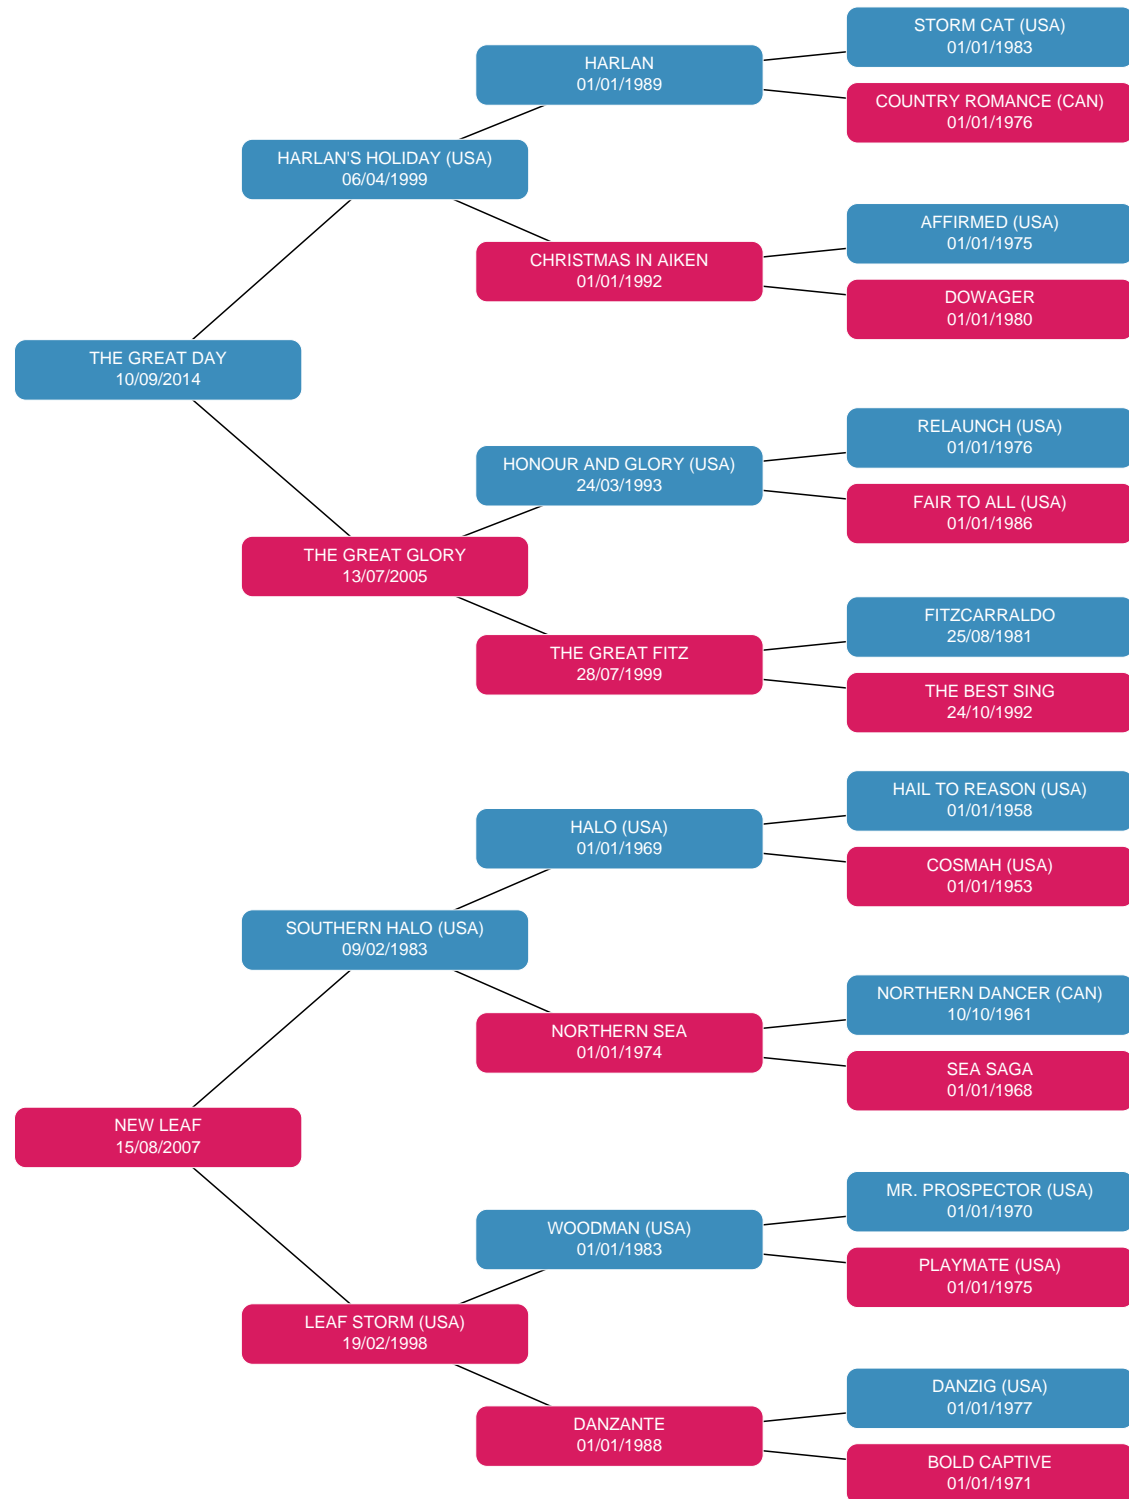 STORM CAT (USA)
01/01/1983
HARLAN
01/01/1989
COUNTRY ROMANCE (CAN)
01/01/1976
HARLAN'S HOLIDAY (USA)
06/04/1999
AFFIRMED (USA)
01/01/1975
CHRISTMAS IN AIKEN
01/01/1992
DOWAGER
01/01/1980
THE GREAT DAY
10/09/2014
RELAUNCH (USA)
01/01/1976
HONOUR AND GLORY (USA)
24/03/1993
FAIR TO ALL (USA)
01/01/1986
THE GREAT GLORY
13/07/2005
FITZCARRALDO
25/08/1981
THE GREAT FITZ
28/07/1999
THE BEST SING
24/10/1992
HAIL TO REASON (USA)
01/01/1958
HALO (USA)
01/01/1969
COSMAH (USA)
01/01/1953
SOUTHERN HALO (USA)
09/02/1983
NORTHERN DANCER (CAN)
10/10/1961
NORTHERN SEA
01/01/1974
SEA SAGA
01/01/1968
NEW LEAF
15/08/2007
MR. PROSPECTOR (USA)
01/01/1970
WOODMAN (USA)
01/01/1983
PLAYMATE (USA)
01/01/1975
LEAF STORM (USA)
19/02/1998
DANZIG (USA)
01/01/1977
DANZANTE
01/01/1988
BOLD CAPTIVE
01/01/1971